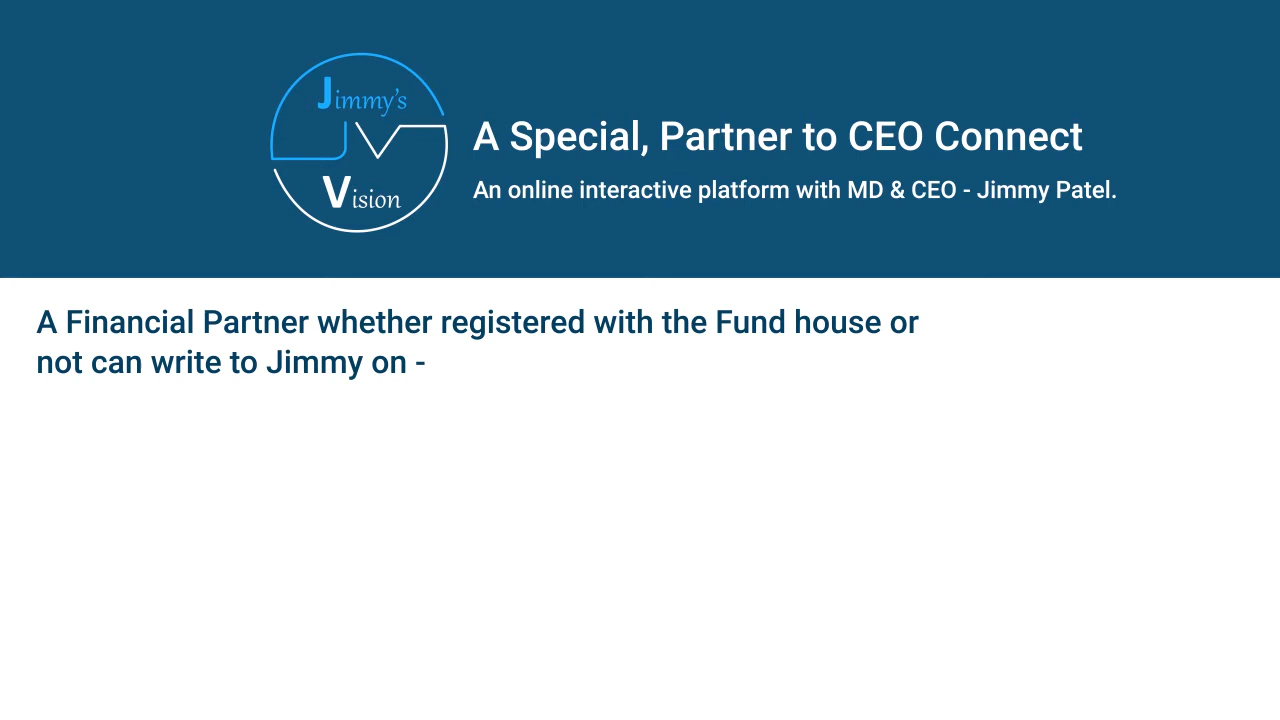 Jimmy's
Vision
A Special, Partner to CEO Connect
An online interactive platform with MD & CEO - Jimmy Patel.
A Financial Partner whether registered with the Fund house or
not can write to Jimmy on -